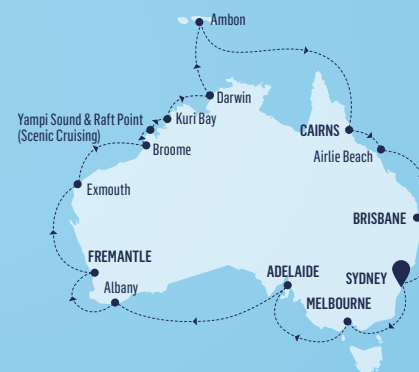 Ambon
Darwin
Yampi Sound & Raft Point
(Scenic Cruising)
Kuri Bay
CAIRNS
Broome
Airlie Beach
Exmouth
BRISBANE
FREMANTLE
ADELAIDE
SYDNEY
Albany
MELBOURNE